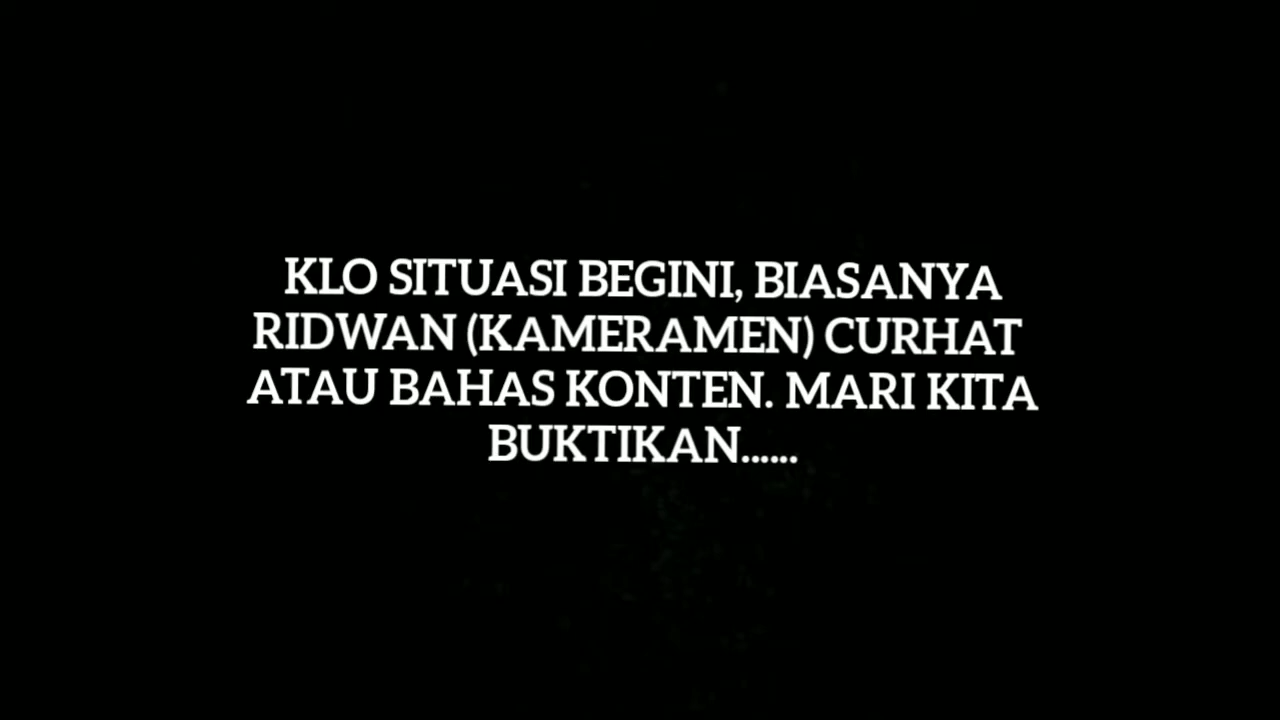 KLO SITUASI BEGINI, BIASANYA
RIDWAN (KAMERAMEN) CURHAT
ATAU BAHAS KONTEN. MARI KITA
BUKTIKAN......